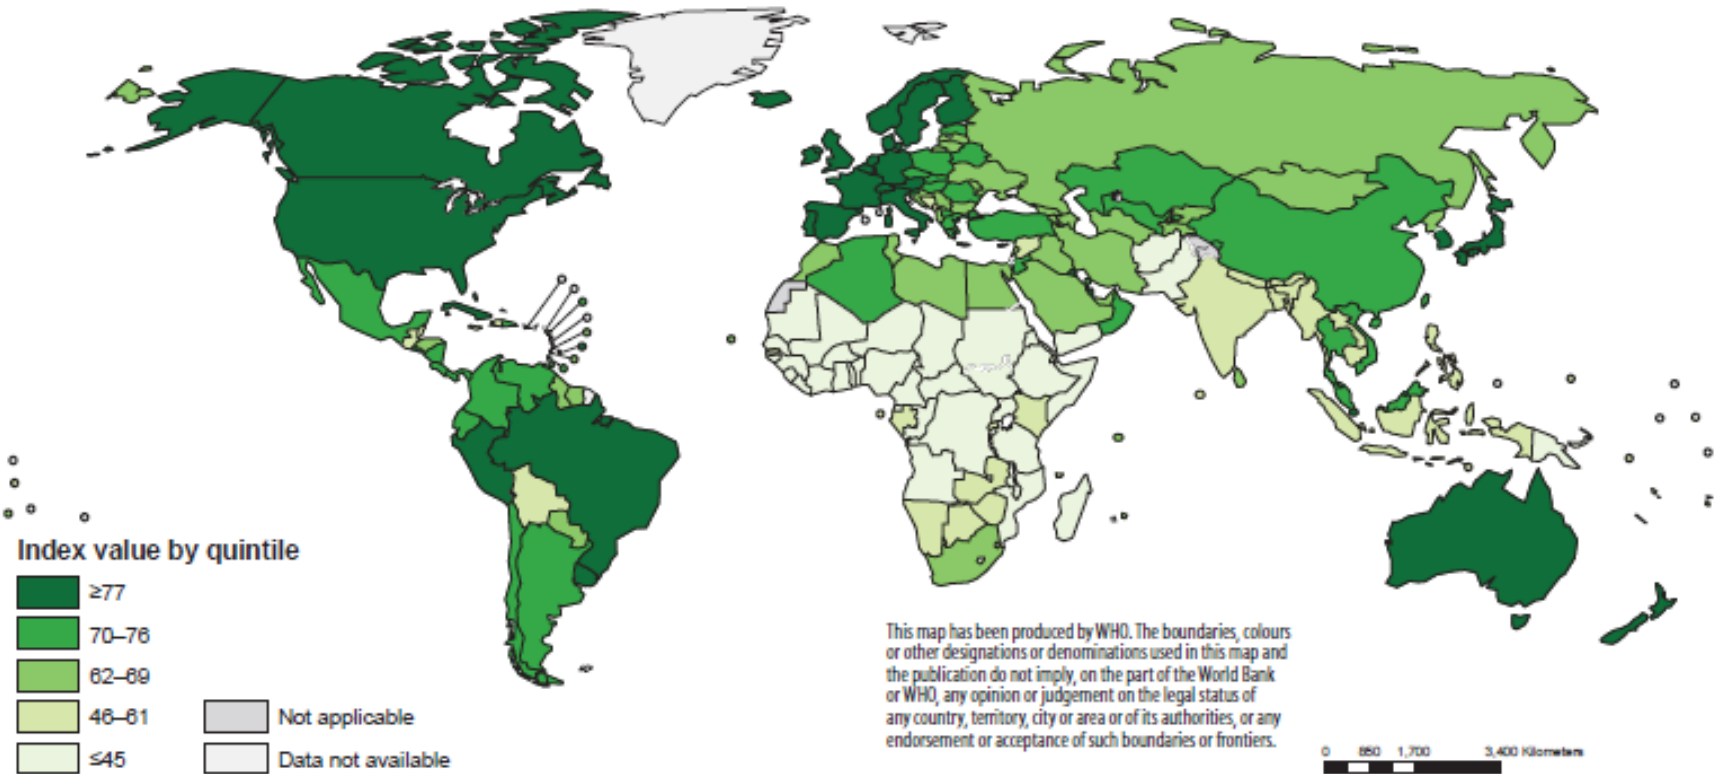 Index value by quintile
≥77
70–76
62–69
46–61
≤45
Not applicable
Data not available
This map has been produced by WHO. The boundaries, colours
or other designations or denominations used in this map and
the publication do not imply, on the part of the World Bank
or WHO, any opinion or judgement on the legal status of
any country, territory, city or area or of its authorities, or any
endorsement or acceptance of such boundaries or frontiers.
0 850 1,700 3,400 Kilometers